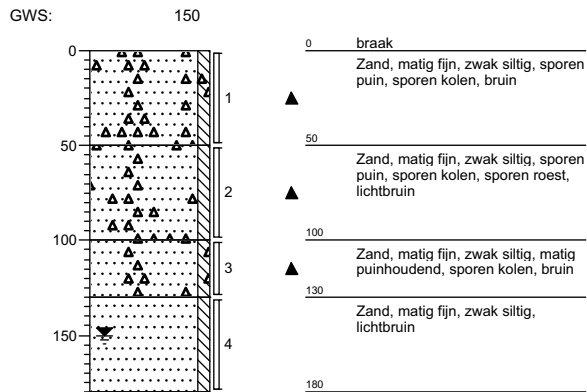 GWS: 150
0
50
100
150
1
2
3
4
0 braak
Zand, matig fijn, zwak siltig, sporen
puin, sporen kolen, bruin
50
Zand, matig fijn, zwak siltig, sporen
puin, sporen kolen, sporen roest,
lichtbruin
100
Zand, matig fijn, zwak siltig, matig
puinhoudend, sporen kolen, bruin
130
Zand, matig fijn, zwak siltig,
lichtbruin
180